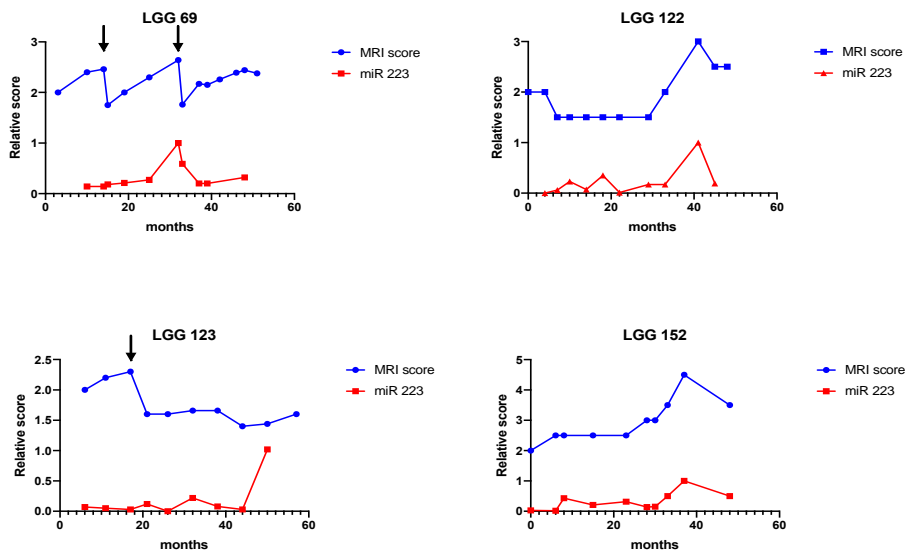 LGG 69
3
2
1
0
0
20
40
60
Relative score
months
MRI score
miR 223
LGG 122
3
2
1
0
0
20
40
60
Relative score
months
MRI score
miR 223
LGG 123
2.5
2.0
1.5
1.0
0.5
0.0
0
20
40
60
Relative score
months
MRI score
miR 223
LGG 152
5
4
3
2
1
0
0
20
40
60
Relative score
months
MRI score
miR 223